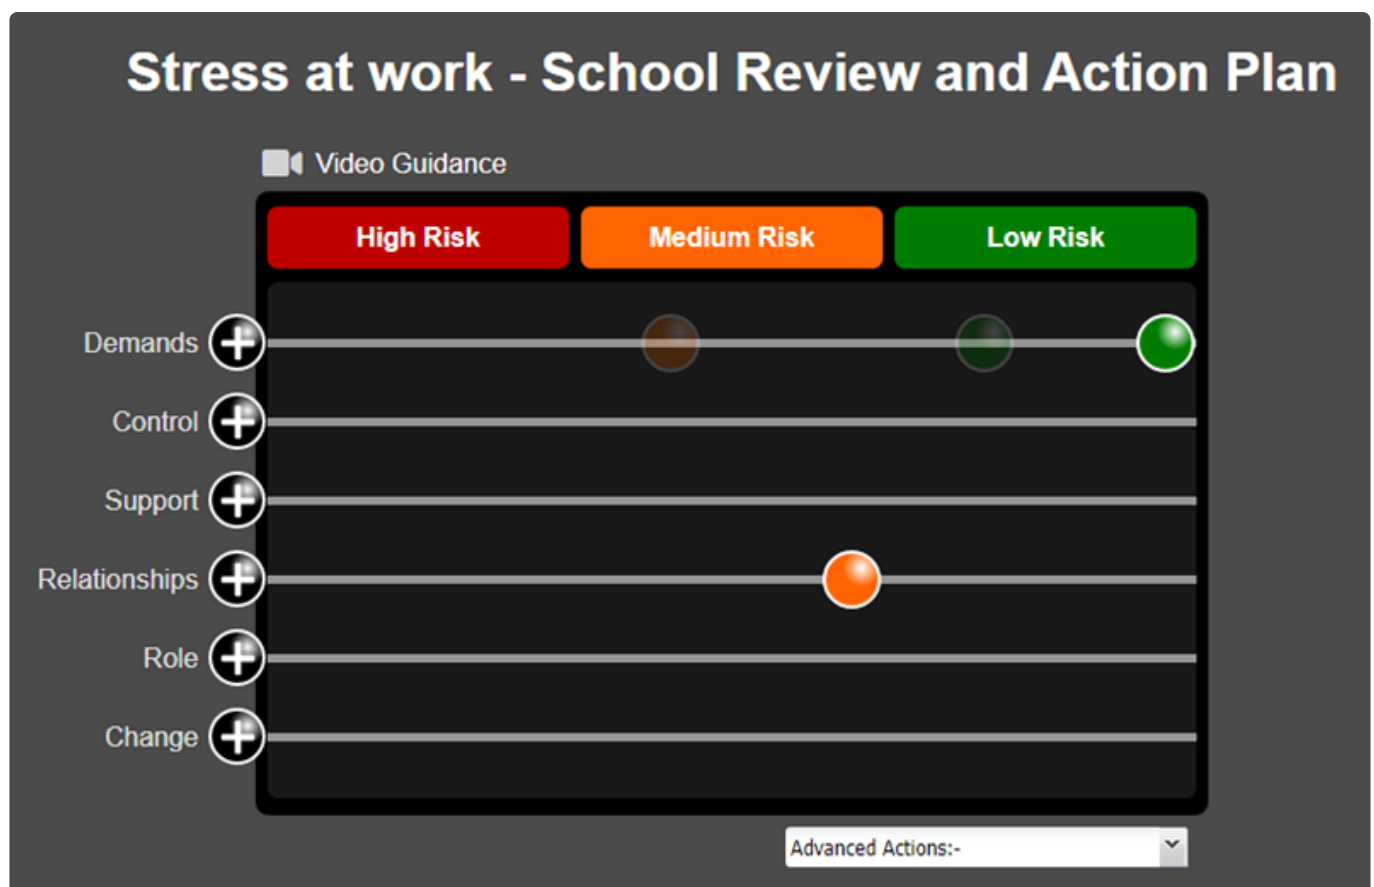 Stress at work - School Review and Action Plan
Video Guidance
High Risk Medium Risk Low Risk
Demands
Control
Support
Relationships
Role
Change
Advanced Actions:-